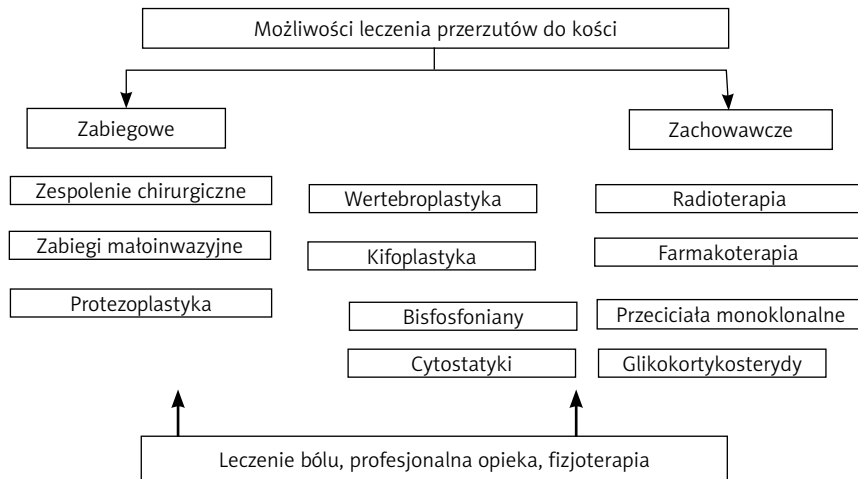 Możliwości leczenia przerzutów do kości
Zabiegowe
Zachowawcze
Zespolenie chirurgiczne
Wertebroplastyka
Radioterapia
Zabiegi małoinwazyjne
Kifoplastyka
Farmakoterapia
Protezoplastyka
Bisfosfoniany
Przeciciała monoklonalne
Cytostatyki
Glikokortykosterydy
Leczenie bólu, profesjonalna opieka, fizjoterapia